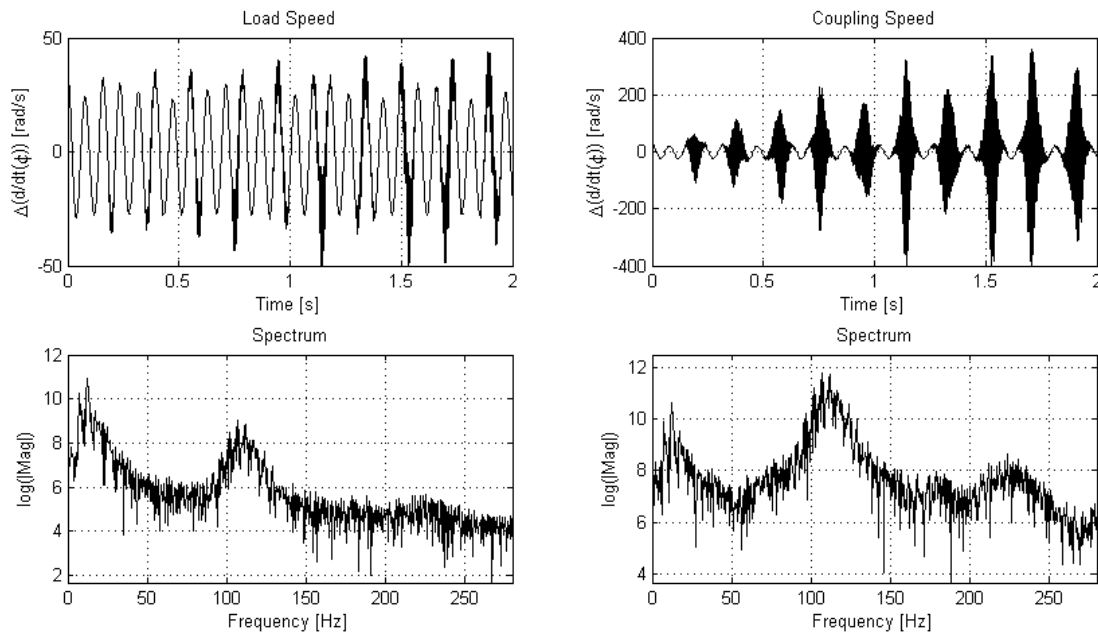 Load Speed
50
0
-50
Δ(d/dt(ϕ)) [rad/s]
0 0.5 1 1.5 2
Time [s]
Coupling Speed
400
200
0
-200
-400
Δ(d/dt(ϕ)) [rad/s]
0 0.5 1 1.5 2
Time [s]
Spectrum
12
10
8
6
4
2
log(|Mag|)
0 50 100 150 200 250
Frequency [Hz]
Spectrum
12
10
8
6
4
log(|Mag|)
0 50 100 150 200 250
Frequency [Hz]